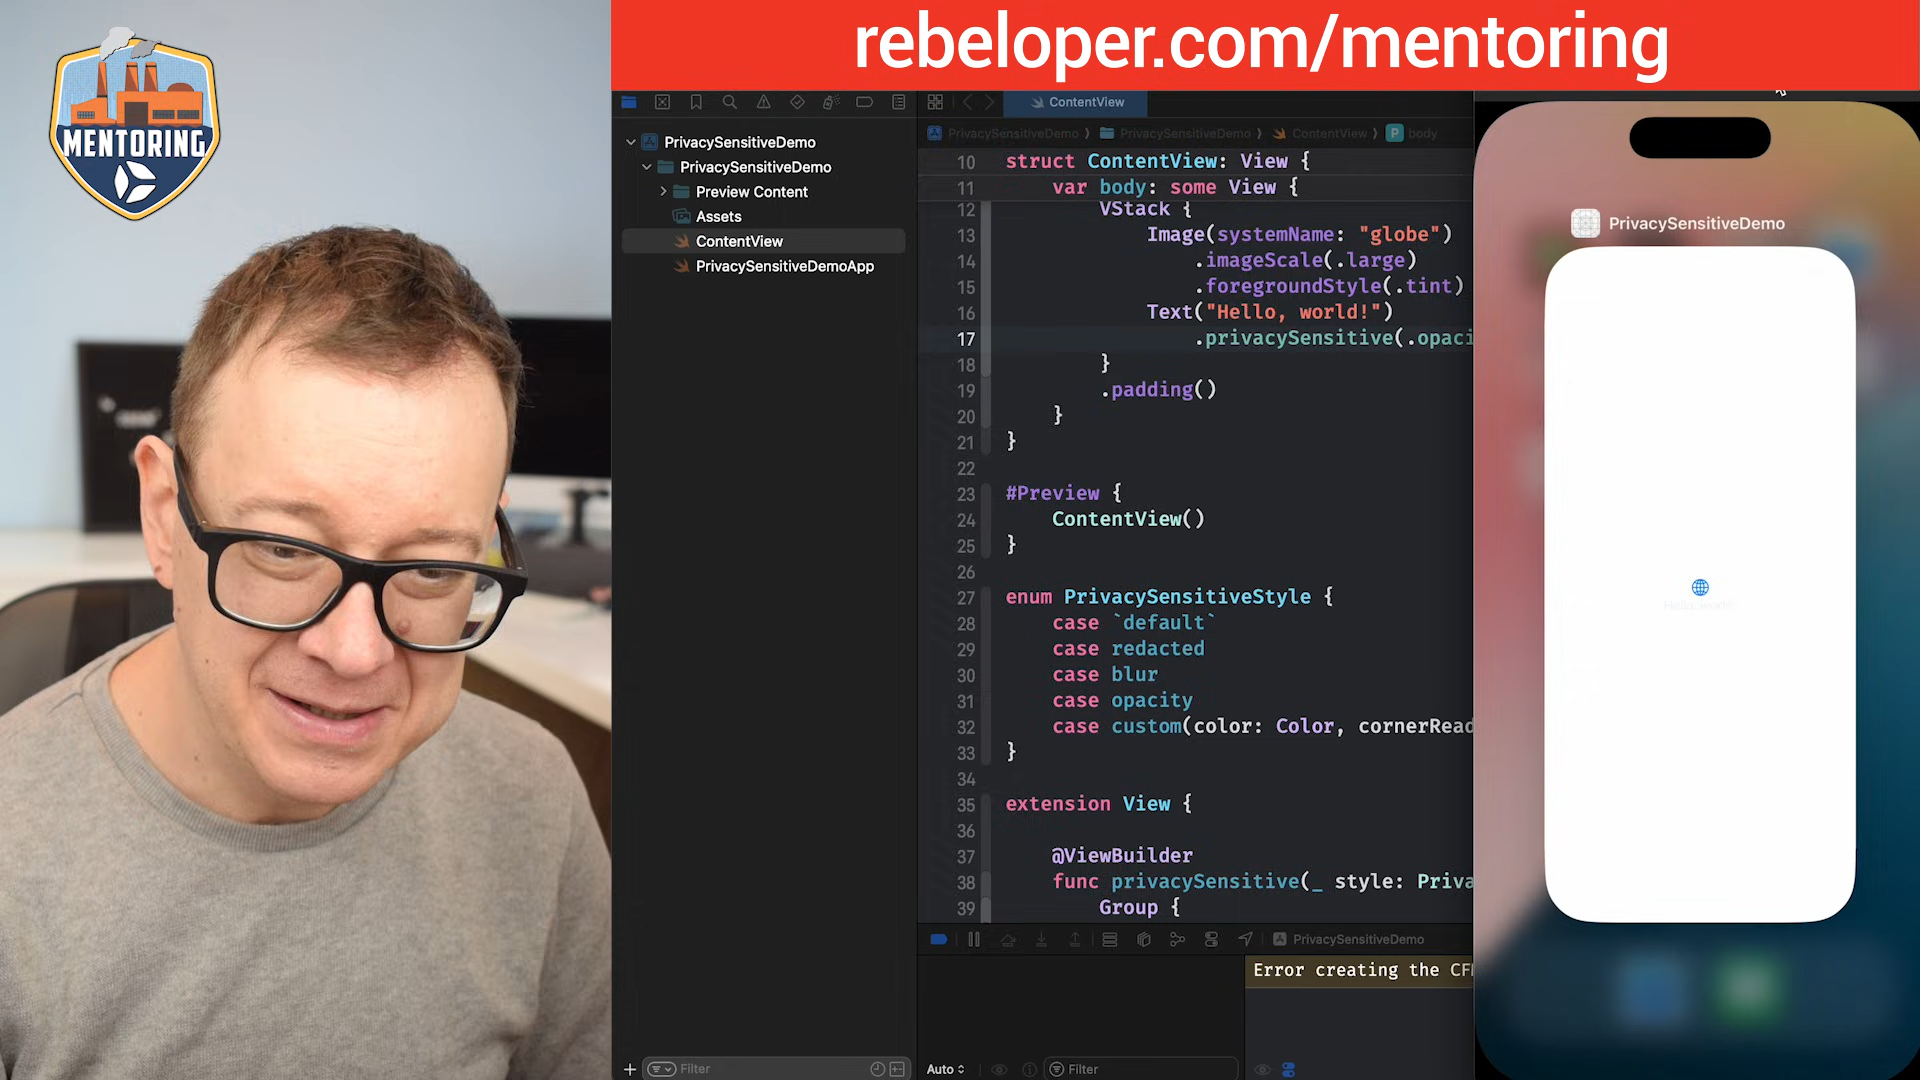 rebeloper.com/mentoring
MENTORING
PrivacySensitiveDemo
PrivacySensitiveDemo
Preview Content
Assets
ContentView
PrivacySensitiveDemoApp
Filter
ContentView
PrivacySensitiveDemo
PrivacySensitiveDemo
ContentView
P body
10 struct ContentView: View {
11 var body: some View {
12 VStack {
13 Image(systemName: "globe")
14 .imageScale(.large)
15 .foregroundStyle(.tint)
16 Text("Hello, world!")
17 .privacySensitive(.opaci
18 }
19 .padding()
20 }
21 }
22
23 #Preview {
24 ContentView()
25 }
26
27 enum PrivacySensitiveStyle {
28 case `default`
29 case redacted
30 case blur
31 case opacity
32 case custom(color: Color, cornerRead
33 }
34
35 extension View {
36
37 @ViewBuilder
38 func privacySensitive(_ style: Priva
39 Group {
PrivacySensitiveDemo
Error creating the CF
Auto
Filter
PrivacySensitiveDemo